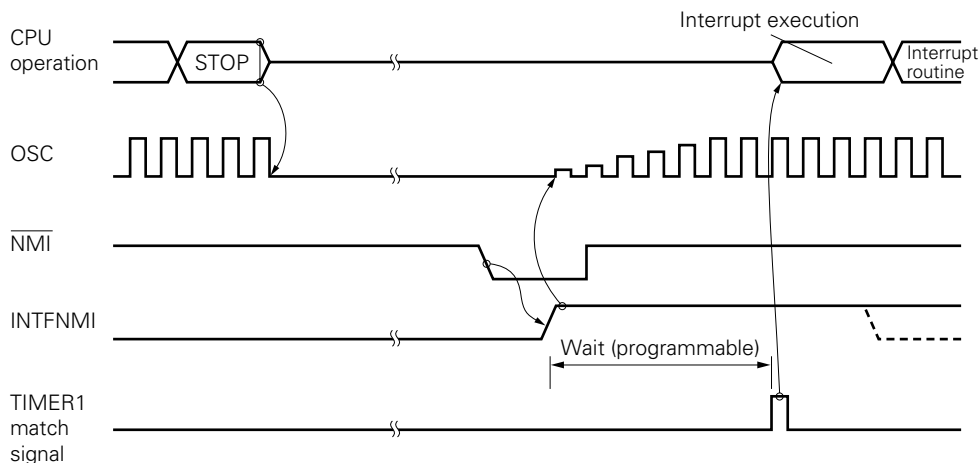 Interrupt execution
CPU
operation
STOP
Interrupt
routine
OSC
NMI
INTFNMI
Wait (programmable)
TIMER1
match
signal